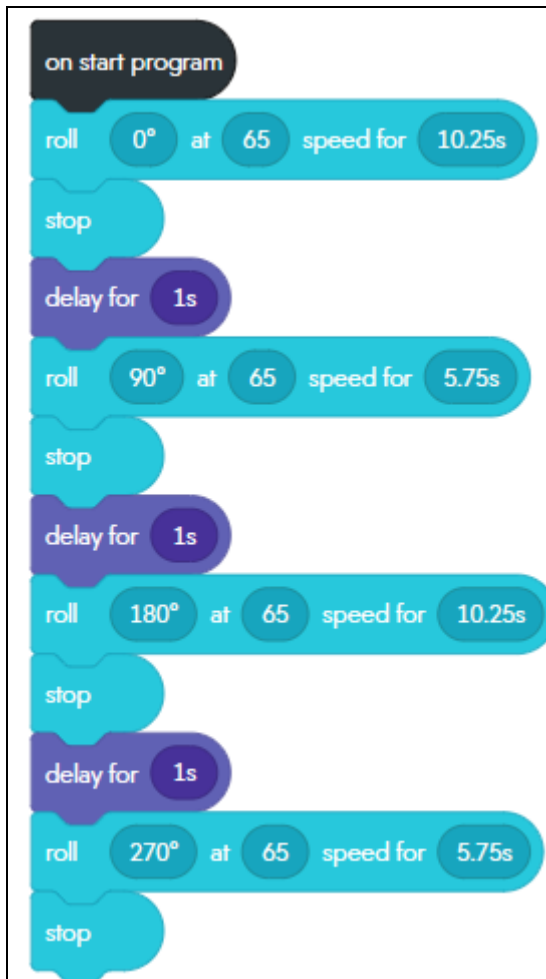 on start program
roll 0° at 65 speed for 10.25s
stop
delay for 1s
roll 90° at 65 speed for 5.75s
stop
delay for 1s
roll 180° at 65 speed for 10.25s
stop
delay for 1s
roll 270° at 65 speed for 5.75s
stop